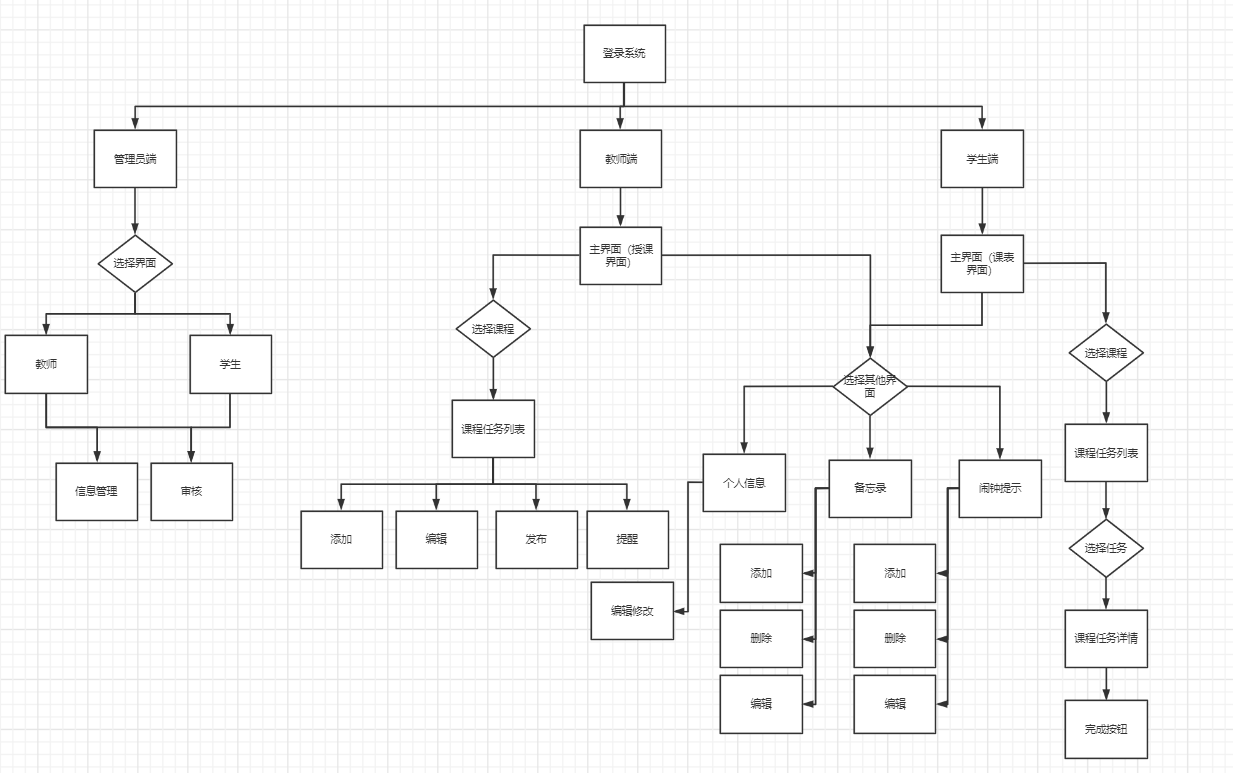 登录系统
管理员端
教师端
学生端
选择界面
主界面（授课
界面）
主界面（课表
界面）
教师
学生
选择课程
选择其他界
面
选择课程
信息管理
审核
课程任务列表
个人信息
备忘录
闹钟提示
课程任务列表
添加
编辑
发布
提醒
编辑修改
添加
删除
编辑
添加
删除
编辑
选择任务
课程任务详情
完成按钮